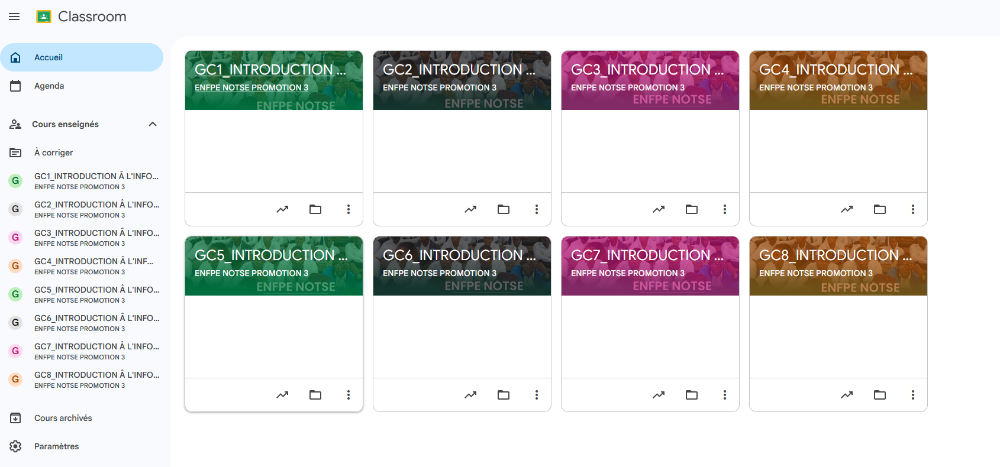 Classroom
Accueil
Agenda
Cours enseignés
À corriger
G
GC1_INTRODUCTION Â L'INFO...
ENFPE NOTSE PROMOTION 3
G
GC2_INTRODUCTION Â L'INFO...
ENFPE NOTSE PROMOTION 3
G
GC3_INTRODUCTION Â L'INFO...
ENFPE NOTSE PROMOTION 3
G
GC4_INTRODUCTION Â L'INF...
ENFPE NOTSE PROMOTION 3
G
GC5_INTRODUCTION Â L'INFO...
ENFPE NOTSE PROMOTION 3
G
GC6_INTRODUCTION Â L'INFO...
ENFPE NOTSE PROMOTION 3
G
GC7_INTRODUCTION Â L'INFO...
ENFPE NOTSE PROMOTION 3
G
GC8_INTRODUCTION Â L'INFO...
ENFPE NOTSE PROMOTION 3
Cours archivés
Paramètres
GC1_INTRODUCTION ...
ENFPE NOTSE PROMOTION 3
ENFPE NOTSE
GC2_INTRODUCTION ...
ENFPE NOTSE PROMOTION 3
ENFPE NOTSE
GC3_INTRODUCTION ...
ENFPE NOTSE PROMOTION 3
ENFPE NOTSE
GC4_INTRODUCTION ...
ENFPE NOTSE PROMOTION 3
ENFPE NOTSE
GC5_INTRODUCTION ...
ENFPE NOTSE PROMOTION 3
ENFPE NOTSE
GC6_INTRODUCTION ...
ENFPE NOTSE PROMOTION 3
ENFPE NOTSE
GC7_INTRODUCTION ...
ENFPE NOTSE PROMOTION 3
ENFPE NOTSE
GC8_INTRODUCTION ...
ENFPE NOTSE PROMOTION 3
ENFPE NOTSE